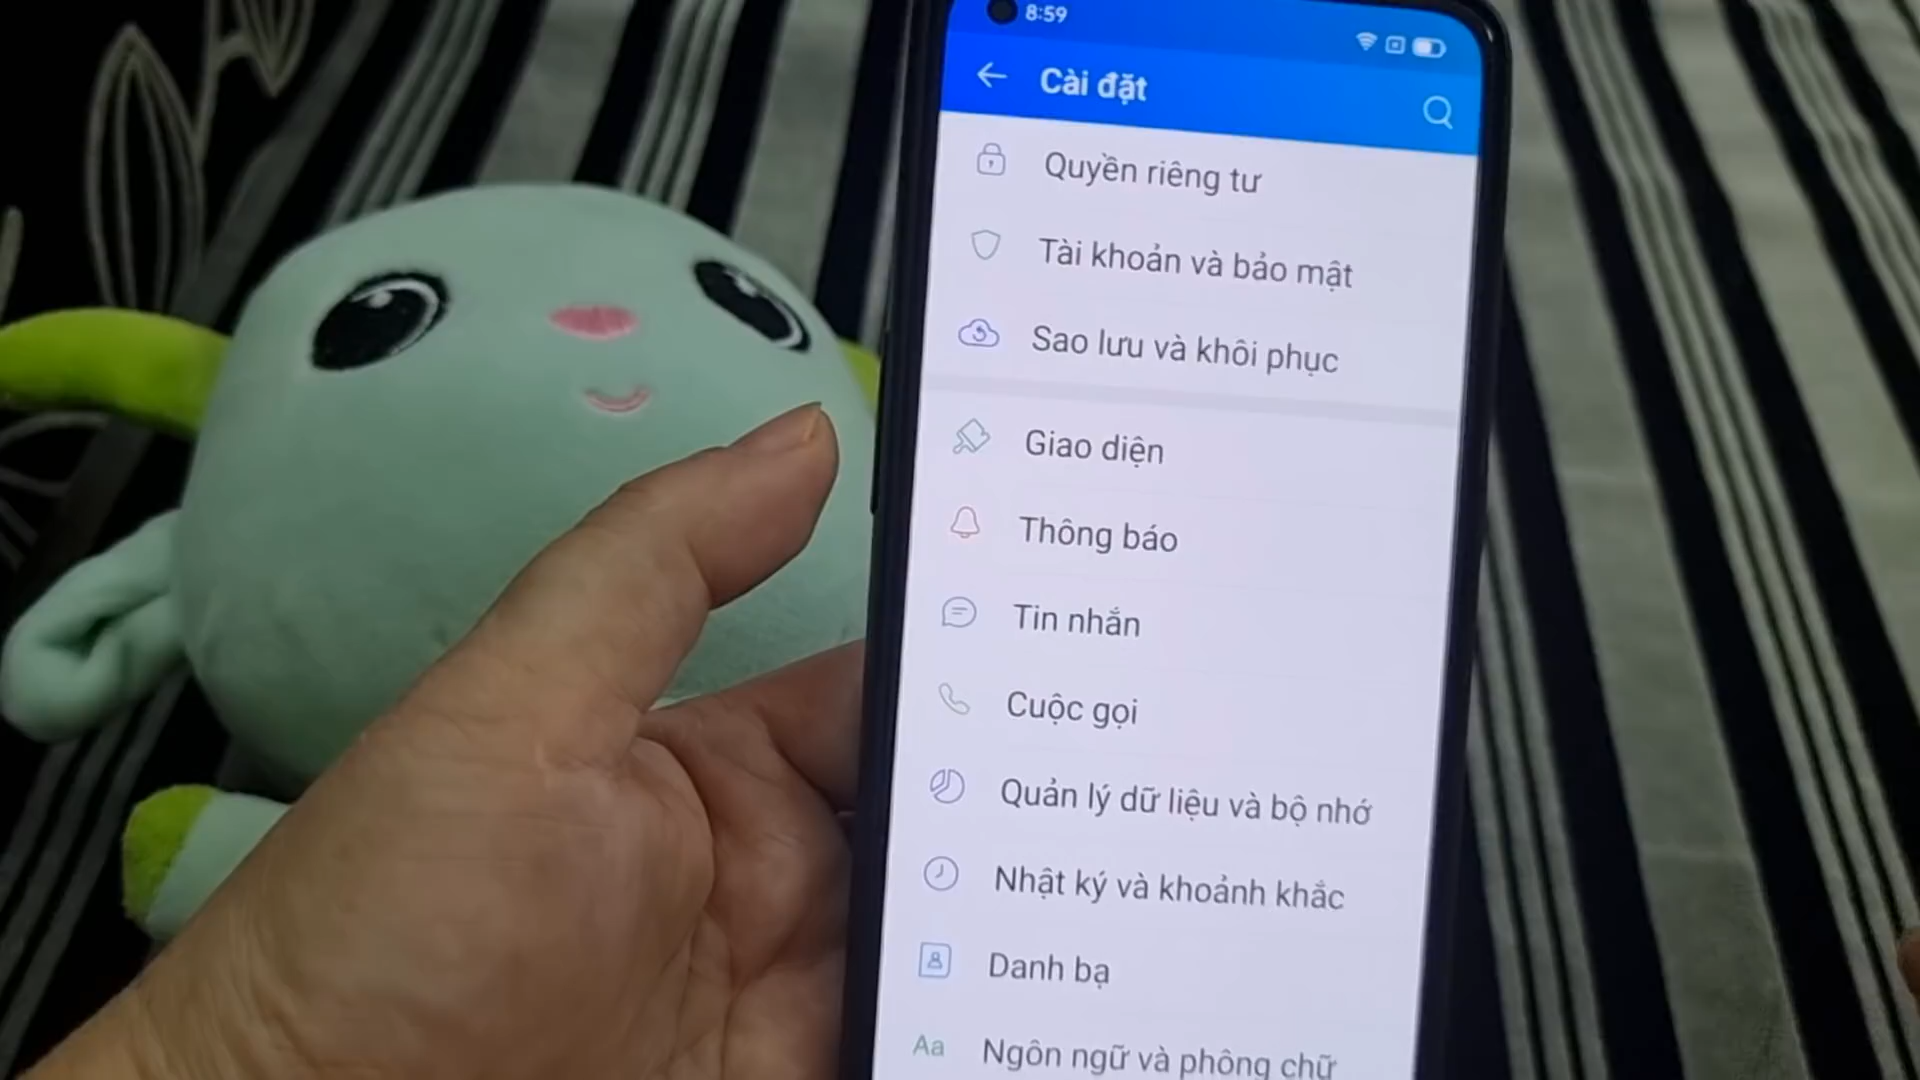 8:59
Cài đặt
Quyền riêng tư
Tài khoản và bảo mật
Sao lưu và khôi phục
Giao diện
Thông báo
Tin nhắn
Cuộc gọi
Quản lý dữ liệu và bộ nhớ
Nhật ký và khoảnh khắc
Danh bạ
Aa Ngôn ngữ và phông chữ